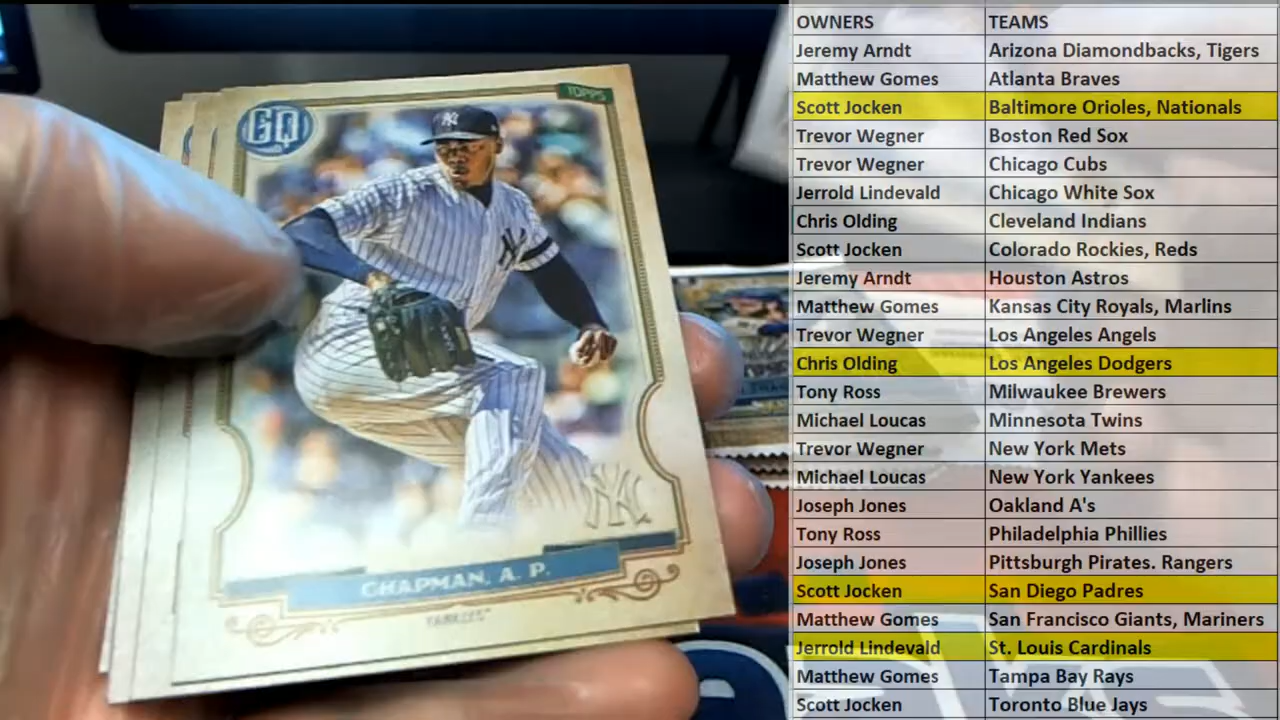 GQ
TOPPS
CHAPMAN, A. P.
YANKEES
OWNERS TEAMS
Jeremy Arndt Arizona Diamondbacks, Tigers
Matthew Gomes Atlanta Braves
Scott Jocken Baltimore Orioles, Nationals
Trevor Wegner Boston Red Sox
Trevor Wegner Chicago Cubs
Jerrold Lindevald Chicago White Sox
Chris Olding Cleveland Indians
Scott Jocken Colorado Rockies, Reds
Jeremy Arndt Houston Astros
Matthew Gomes Kansas City Royals, Marlins
Trevor Wegner Los Angeles Angels
Chris Olding Los Angeles Dodgers
Tony Ross Milwaukee Brewers
Michael Loucas Minnesota Twins
Trevor Wegner New York Mets
Michael Loucas New York Yankees
Joseph Jones Oakland A's
Tony Ross Philadelphia Phillies
Joseph Jones Pittsburgh Pirates. Rangers
Scott Jocken San Diego Padres
Matthew Gomes San Francisco Giants, Mariners
Jerrold Lindevald St. Louis Cardinals
Matthew Gomes Tampa Bay Rays
Scott Jocken Toronto Blue Jays